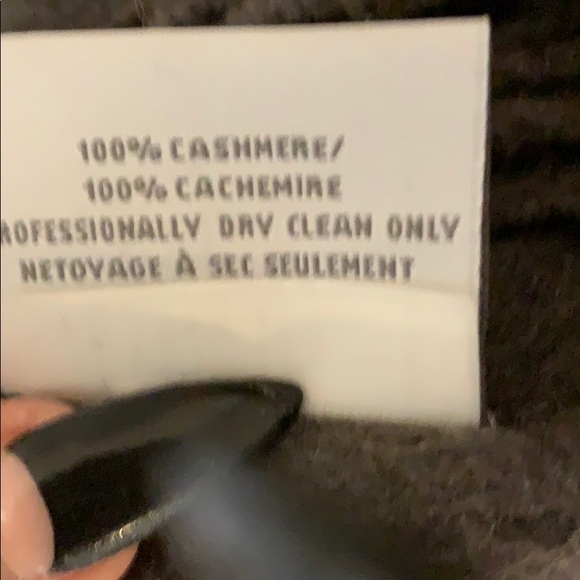 100% CASHMERE/
100% CACHEMIRE
ROFESSIONALLY DRY CLEAN ONLY
NETOYAGE À SEC SEULEMENT